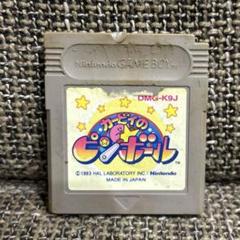 Nintendo GAME BOY
DMG-K9J
カービィの
ピンボール
TM
©1993 HAL LABORATORY INC./Nintendo
MADE IN JAPAN